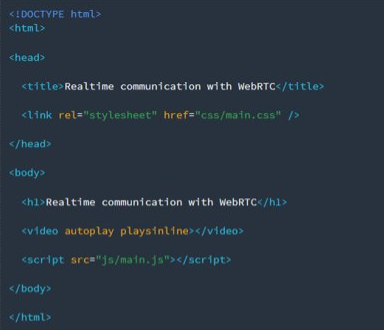 <!DOCTYPE html>
<html>
<head>
<title>Realtime communication with WebRTC</title>
<link rel="stylesheet" href="css/main.css" />
</head>
<body>
<h1>Realtime communication with WebRTC</h1>
<video autoplay playsinline></video>
<script src="js/main.js"></script>
</body>
</html>